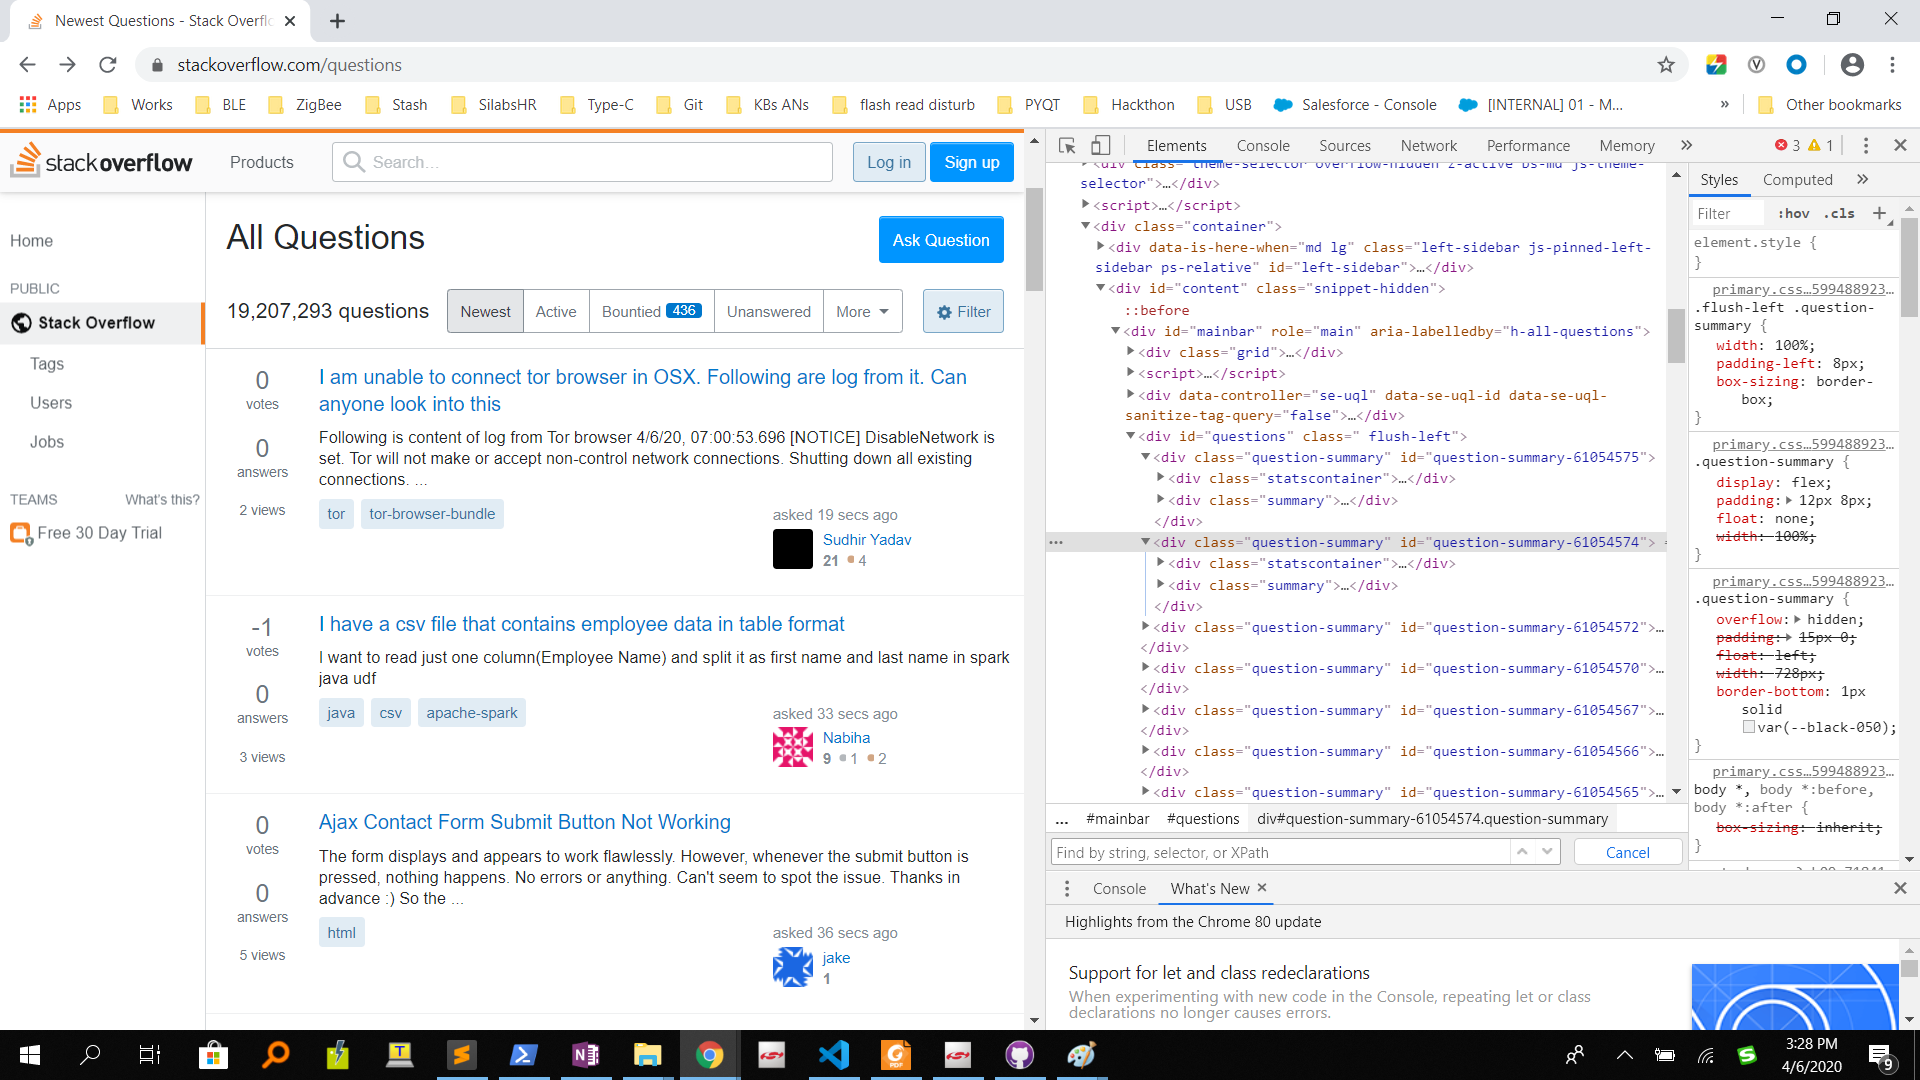 Newest Questions - Stack Overfl
stackoverflow.com/questions
Apps
Works
BLE
ZigBee
Stash
SilabsHR
Type-C
Git
KBs ANs
flash read disturb
PYQT
Hackthon
USB
Salesforce - Console
[INTERNAL] 01 - M...
»
Other bookmarks
stackoverflow
Products
Search...
Log in
Sign up
Home
PUBLIC
Stack Overflow
Tags
Users
Jobs
TEAMS What's this?
Free 30 Day Trial
All Questions
Ask Question
19,207,293 questions
Newest
Active
Bountied 436
Unanswered
More
Filter
0
votes
0
answers
2 views
I am unable to connect tor browser in OSX. Following are log from it. Can
anyone look into this
Following is content of log from Tor browser 4/6/20, 07:00:53.696 [NOTICE] DisableNetwork is
set. Tor will not make or accept non-control network connections. Shutting down all existing
connections. ...
tor tor-browser-bundle
asked 19 secs ago
Sudhir Yadav
21 4
-1
votes
0
answers
3 views
I have a csv file that contains employee data in table format
I want to read just one column(Employee Name) and split it as first name and last name in spark
java udf
java csv apache-spark
asked 33 secs ago
Nabiha
9 1 2
0
votes
0
answers
5 views
Ajax Contact Form Submit Button Not Working
The form displays and appears to work flawlessly. However, whenever the submit button is
pressed, nothing happens. No errors or anything. Can't seem to spot the issue. Thanks in
advance :) So the ...
html
asked 36 secs ago
jake
1
Elements Console Sources Network Performance Memory » 3 1
<div class="theme-selector overflow-hidden z-active bs-md js-theme-
selector">…</div>
<script>…</script>
<div class="container">
<div data-is-here-when="md lg" class="left-sidebar js-pinned-left-
sidebar ps-relative" id="left-sidebar">…</div>
<div id="content" class="snippet-hidden">
::before
<div id="mainbar" role="main" aria-labelledby="h-all-questions">
<div class="grid">…</div>
<script>…</script>
<div data-controller="se-uql" data-se-uql-id data-se-uql-
sanitize-tag-query="false">…</div>
<div id="questions" class=" flush-left">
<div class="question-summary" id="question-summary-61054575">
<div class="statscontainer">…</div>
<div class="summary">…</div>
</div>
<div class="question-summary" id="question-summary-61054574"> =
<div class="statscontainer">…</div>
<div class="summary">…</div>
</div>
<div class="question-summary" id="question-summary-61054572">…
</div>
<div class="question-summary" id="question-summary-61054570">…
</div>
<div class="question-summary" id="question-summary-61054567">…
</div>
<div class="question-summary" id="question-summary-61054566">…
</div>
<div class="question-summary" id="question-summary-61054565">…
... #mainbar #questions div#question-summary-61054574.question-summary
Find by string, selector, or XPath
Cancel
Styles Computed »
Filter :hov .cls +
element.style {
}
primary.css…599488923…
.flush-left .question-
summary {
width: 100%;
padding-left: 8px;
box-sizing: border-
box;
}
primary.css…599488923…
.question-summary {
display: flex;
padding: 12px 8px;
float: none;
width: 100%;
}
primary.css…599488923…
.question-summary {
overflow: hidden;
padding: 15px 0;
float: left;
width: 728px;
border-bottom: 1px
solid
var(--black-050);
}
primary.css…599488923…
body *, body *:before,
body *:after {
box-sizing: inherit;
}
Console What's New
Highlights from the Chrome 80 update
Support for let and class redeclarations
When experimenting with new code in the Console, repeating let or class
declarations no longer causes errors.
3:28 PM
4/6/2020
9